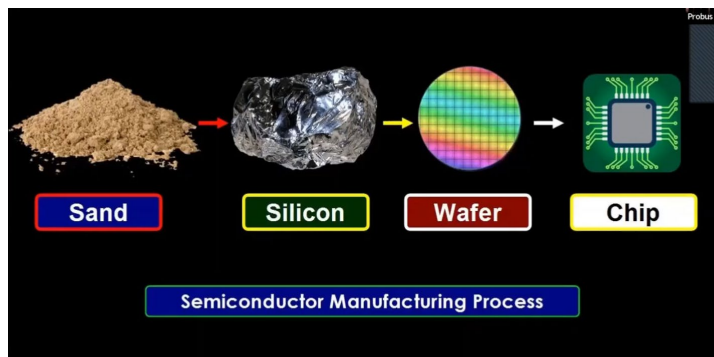 Probus
Sand
Silicon
Wafer
Chip
Semiconductor Manufacturing Process